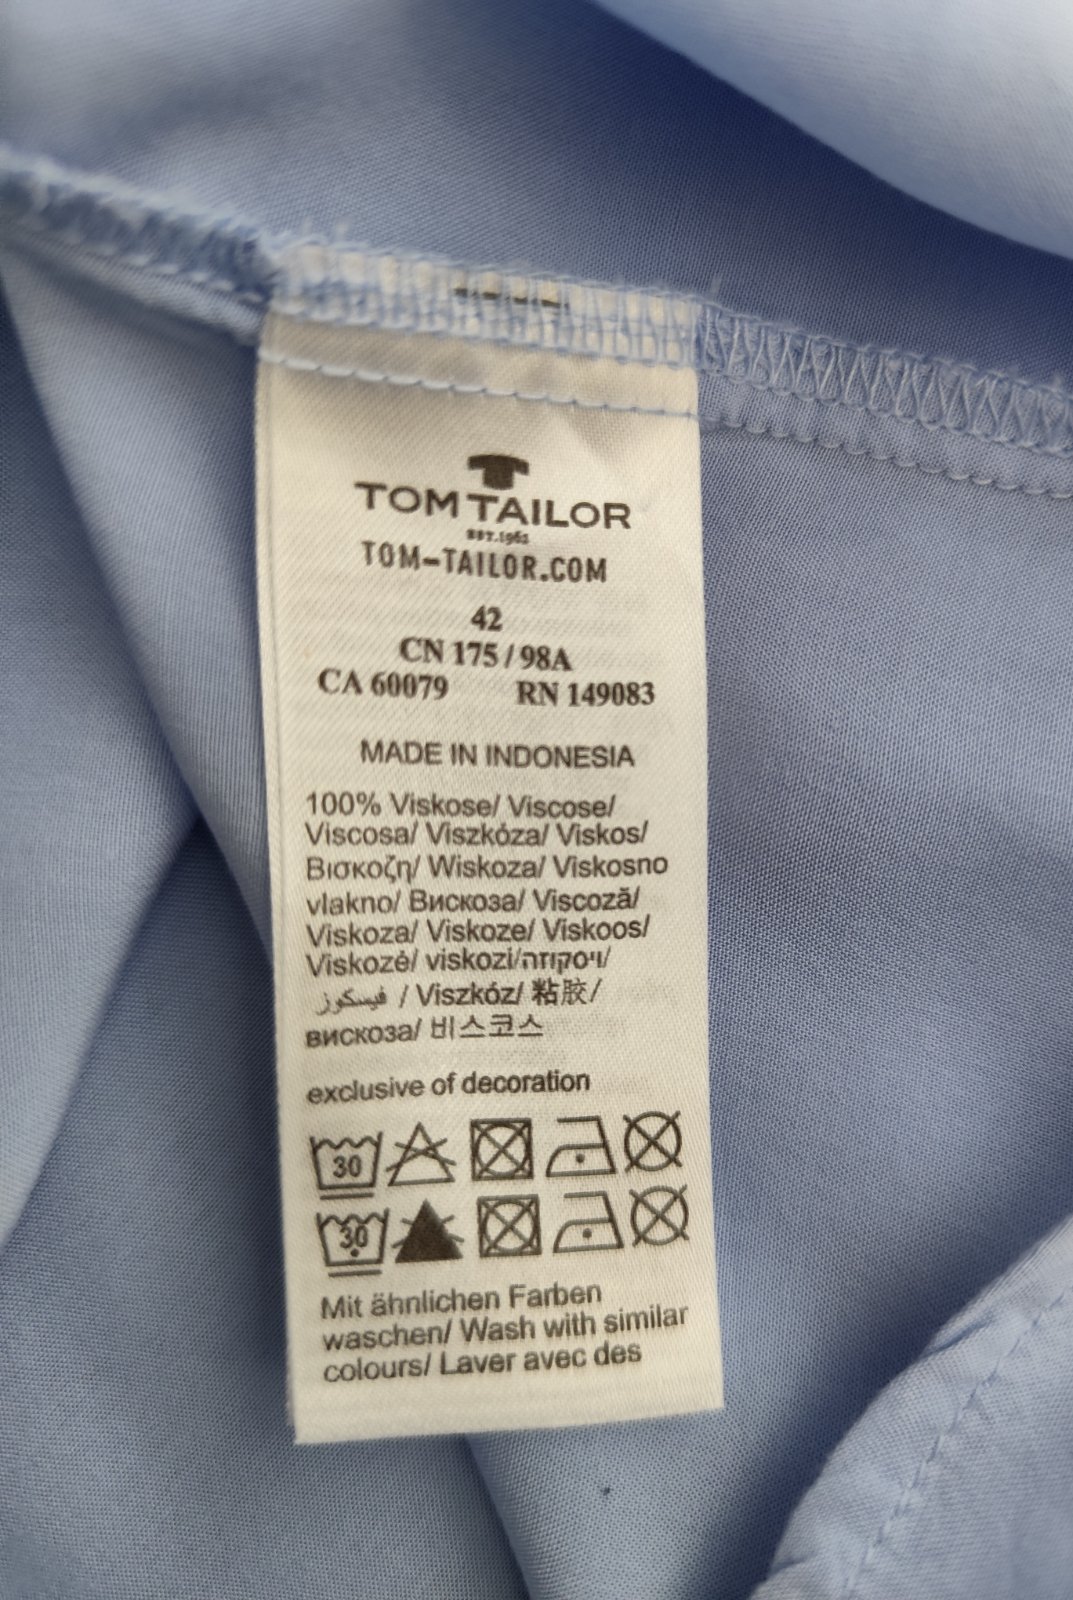 TOM TAILOR
EST.1962
TOM-TAILOR.COM
42
CN 175 / 98A
CA 60079 RN 149083
MADE IN INDONESIA
100% Viskose/ Viscose/
Viscosa/ Viszkóza/ Viskos/
Βισκοζη/ Wiskoza/ Viskosno
vlakno/ Вискоза/ Viscoză/
Viskoza/ Viskoze/ Viskoos/
Viskozė/ viskozi/ויסקוזה/
فيسكوز / Viszkóz/ 粘胶/
вискоза/ 비스코스
exclusive of decoration
30
30
Mit ähnlichen Farben
waschen/ Wash with similar
colours/ Laver avec des